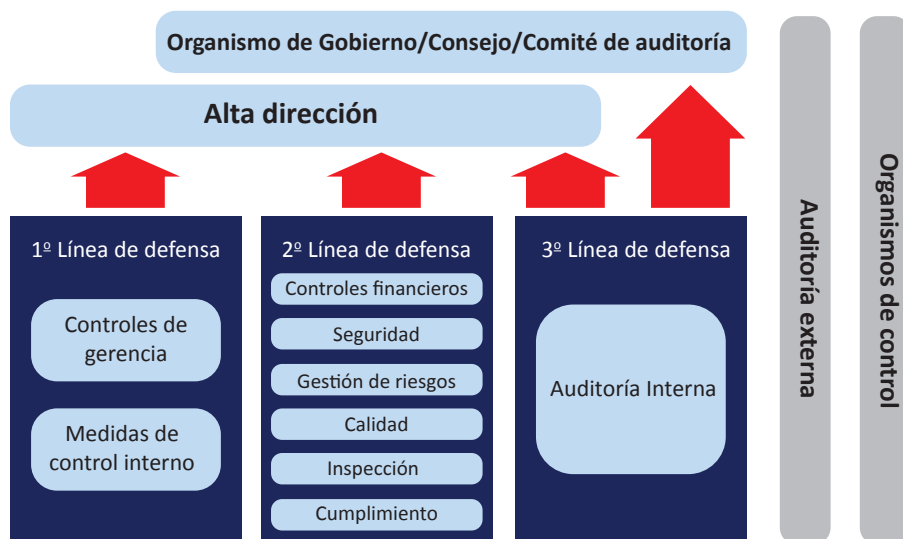 Organismo de Gobierno/Consejo/Comité de auditoría
Alta dirección
1º Línea de defensa
Controles de
gerencia
Medidas de
control interno
2º Línea de defensa
Controles financieros
Seguridad
Gestión de riesgos
Calidad
Inspección
Cumplimiento
3º Línea de defensa
Auditoría Interna
Auditoría externa
Organismos de control